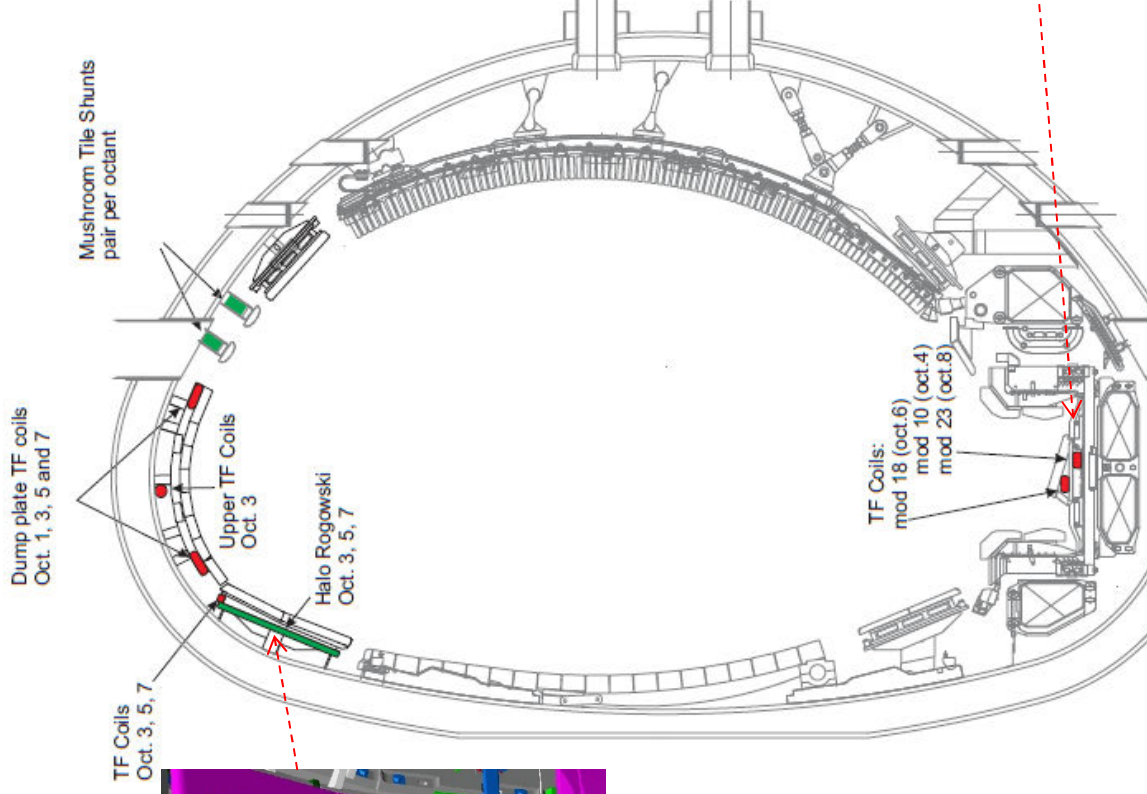 Mushroom Tile Shunts
pair per octant
Dump plate TF coils
Oct. 1, 3, 5 and 7
Upper TF Coils
Oct. 3
Halo Rogowski
Oct. 3, 5, 7
TF Coils
Oct. 3, 5, 7
TF Coils:
mod 18 (oct.6)
mod 10 (oct.4)
mod 23 (oct.8)